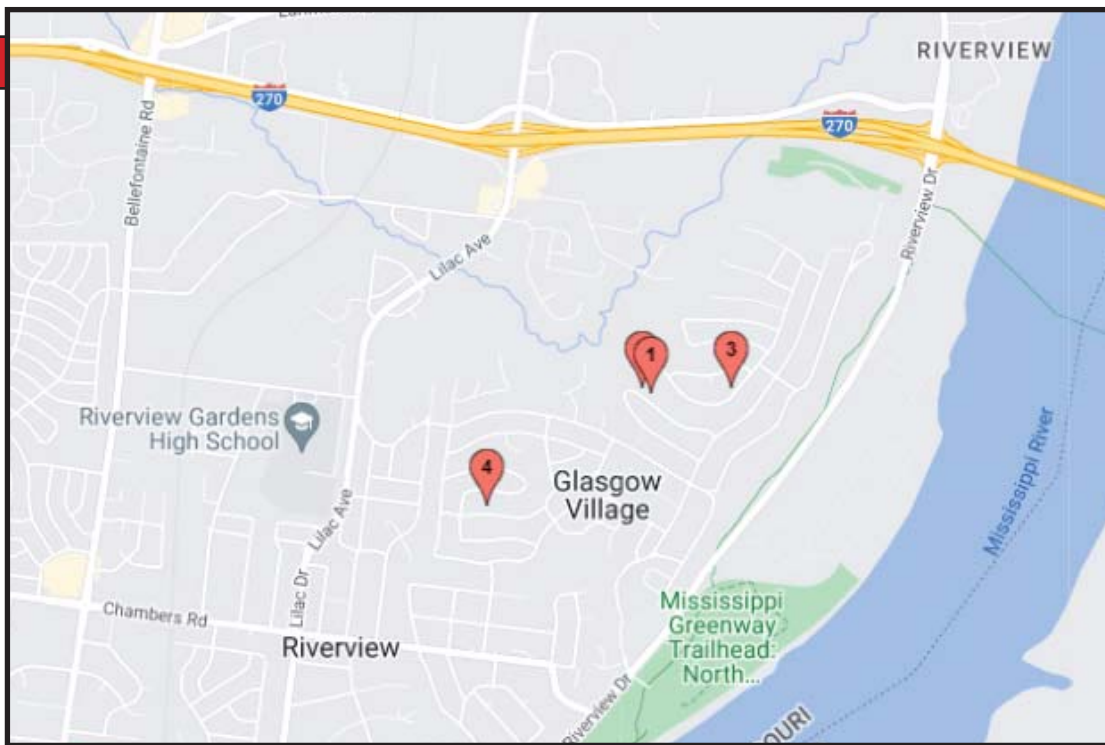 RIVERVIEW
270
270
Bellefontaine Rd
Riverview Dr
Lilac Ave
1
3
Riverview Gardens
High School
4
Glasgow
Village
Mississippi River
Lilac Ave
Lilac Dr
Chambers Rd
Mississippi
Greenway
Trailhead:
North...
Riverview
Riverview Dr
OURI